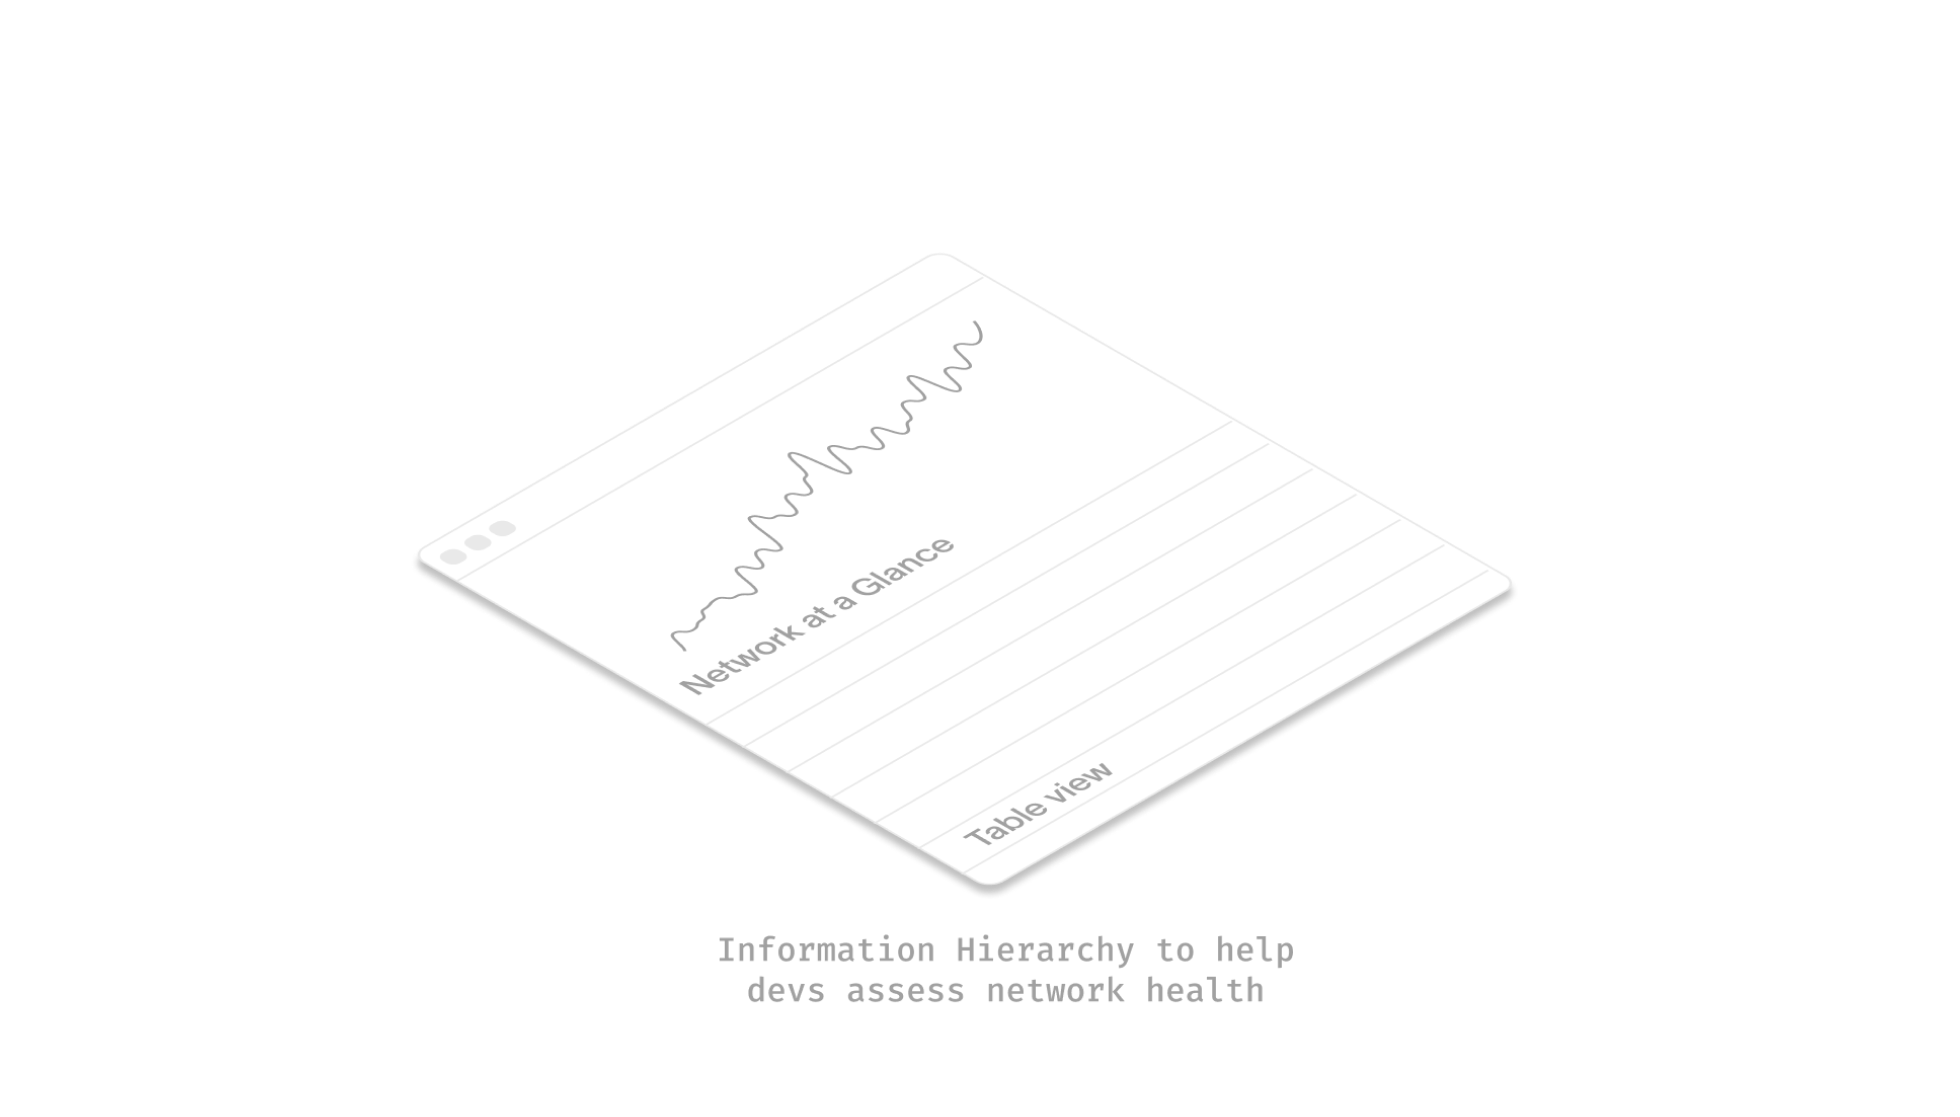 Network at a Glance
Table view
Information Hierarchy to help
devs assess network health